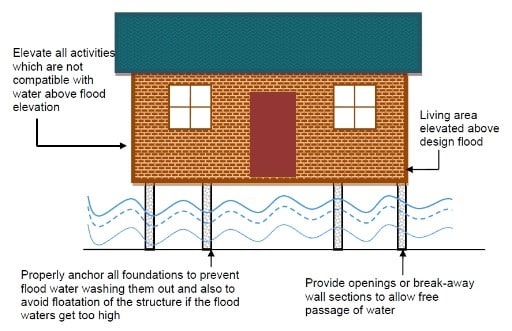 Elevate all activities
which are not
compatible with
water above flood
elevation
Living area
elevated above
design flood
Properly anchor all foundations to prevent
flood water washing them out and also to
avoid floatation of the structure if the flood
waters get too high
Provide openings or break-away
wall sections to allow free
passage of water